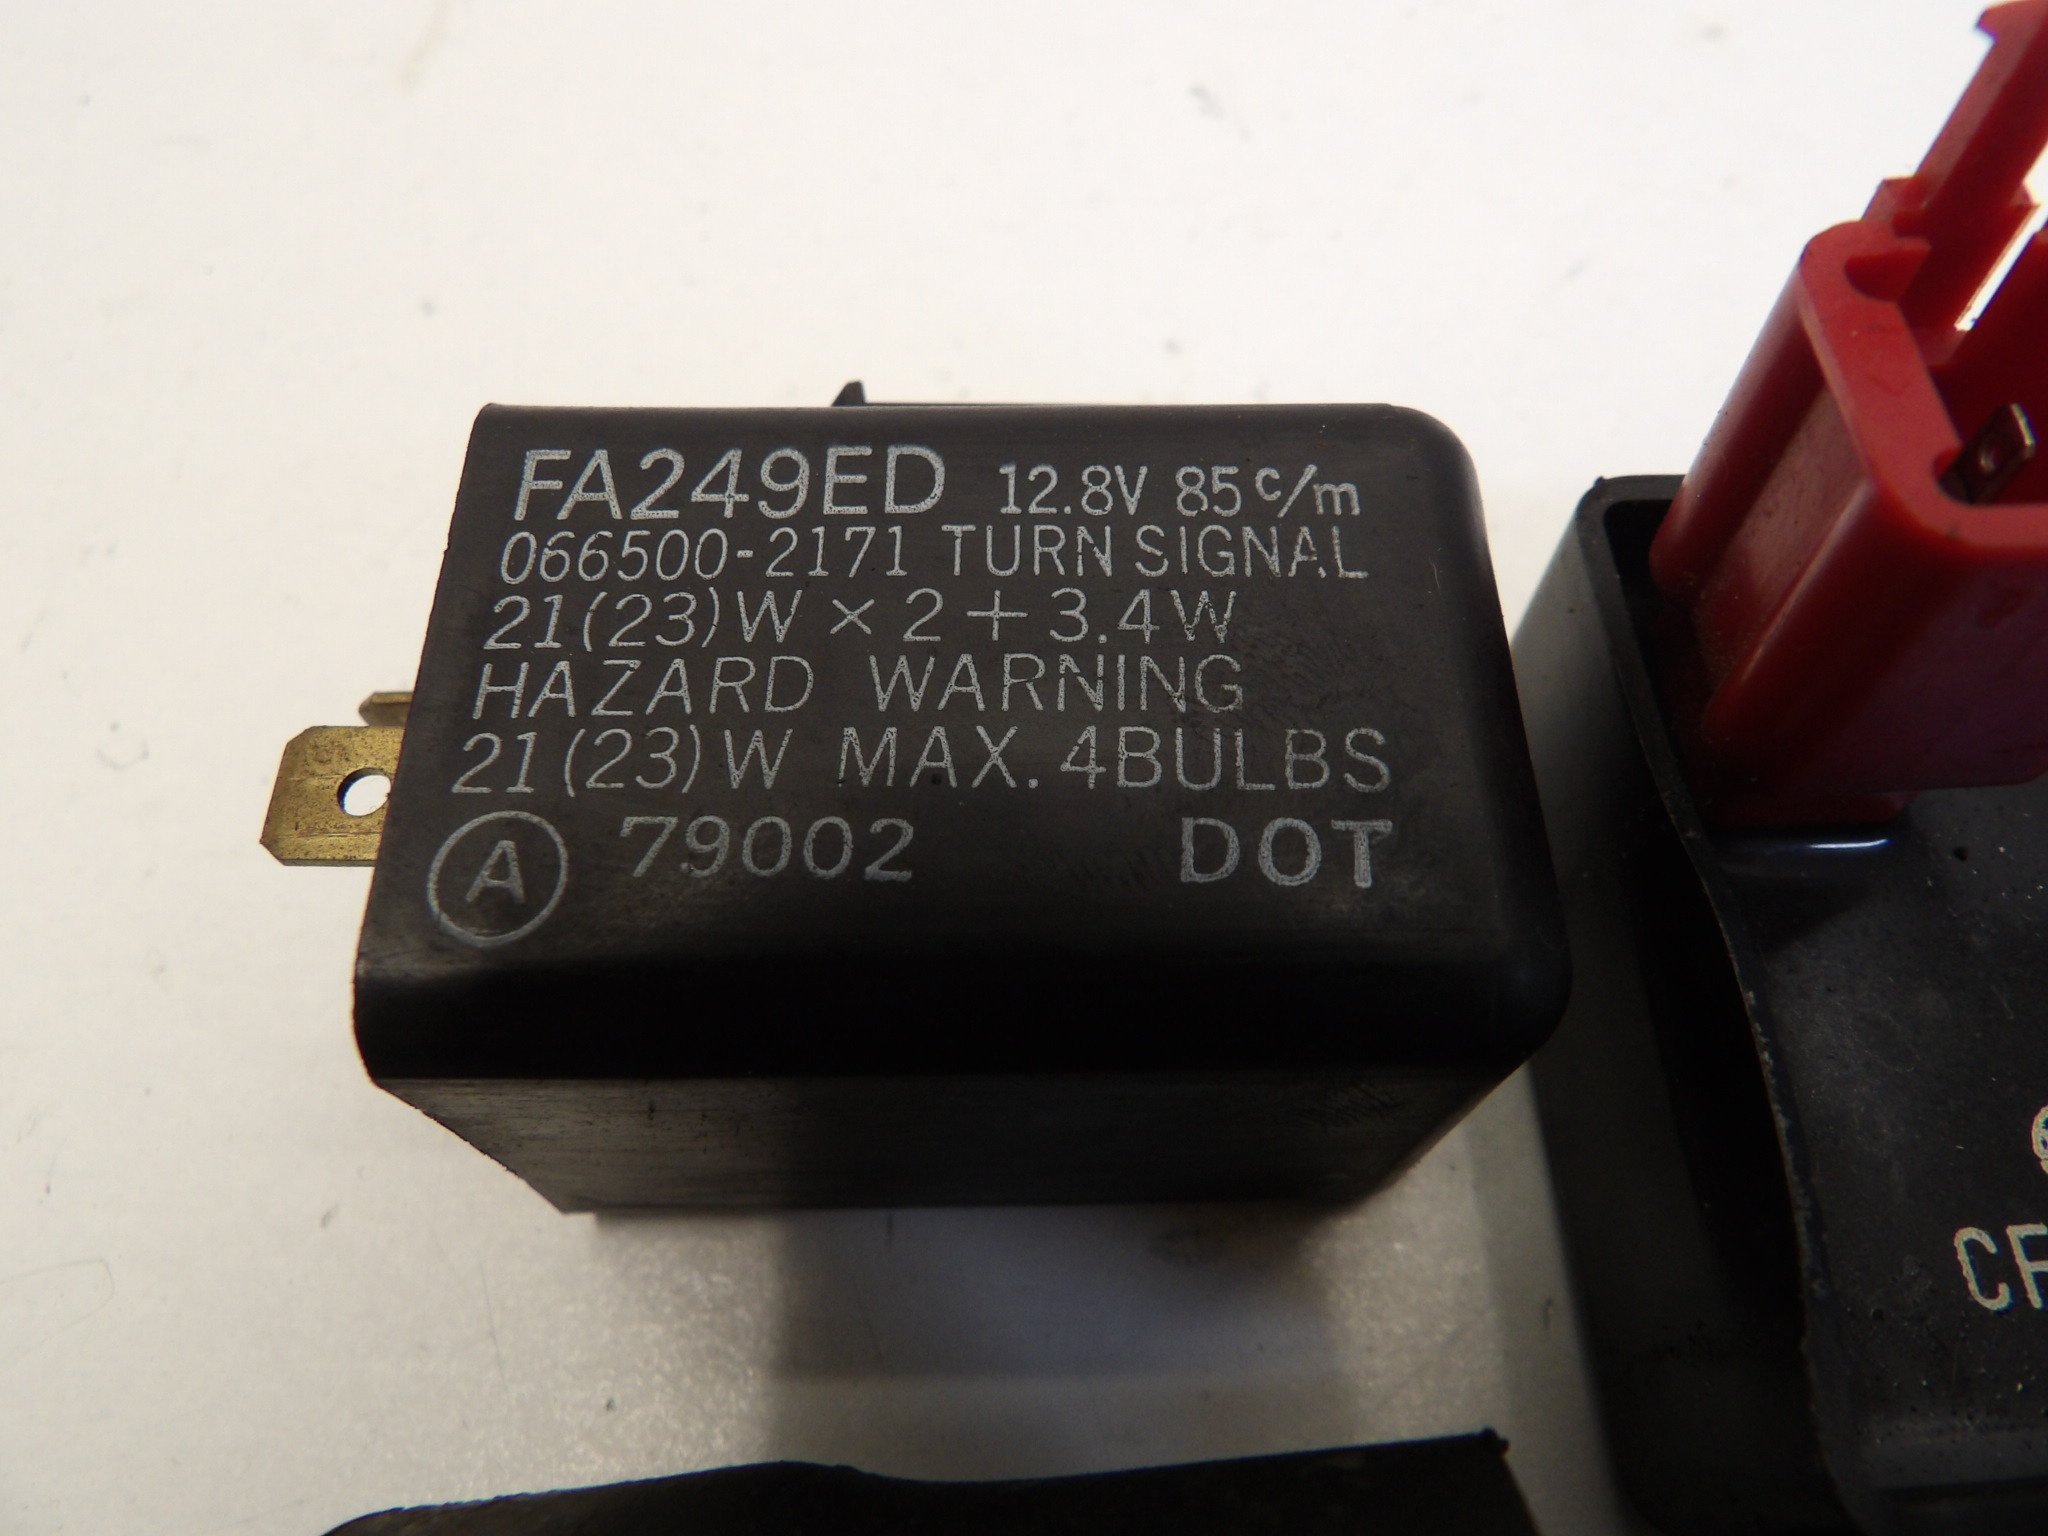 FA249ED 12.8V 85 c/m
066500-2171 TURN SIGNAL
21(23)W × 2 + 3.4W
HAZARD WARNING
21(23)W MAX. 4BULBS
Ⓐ 79002 DOT